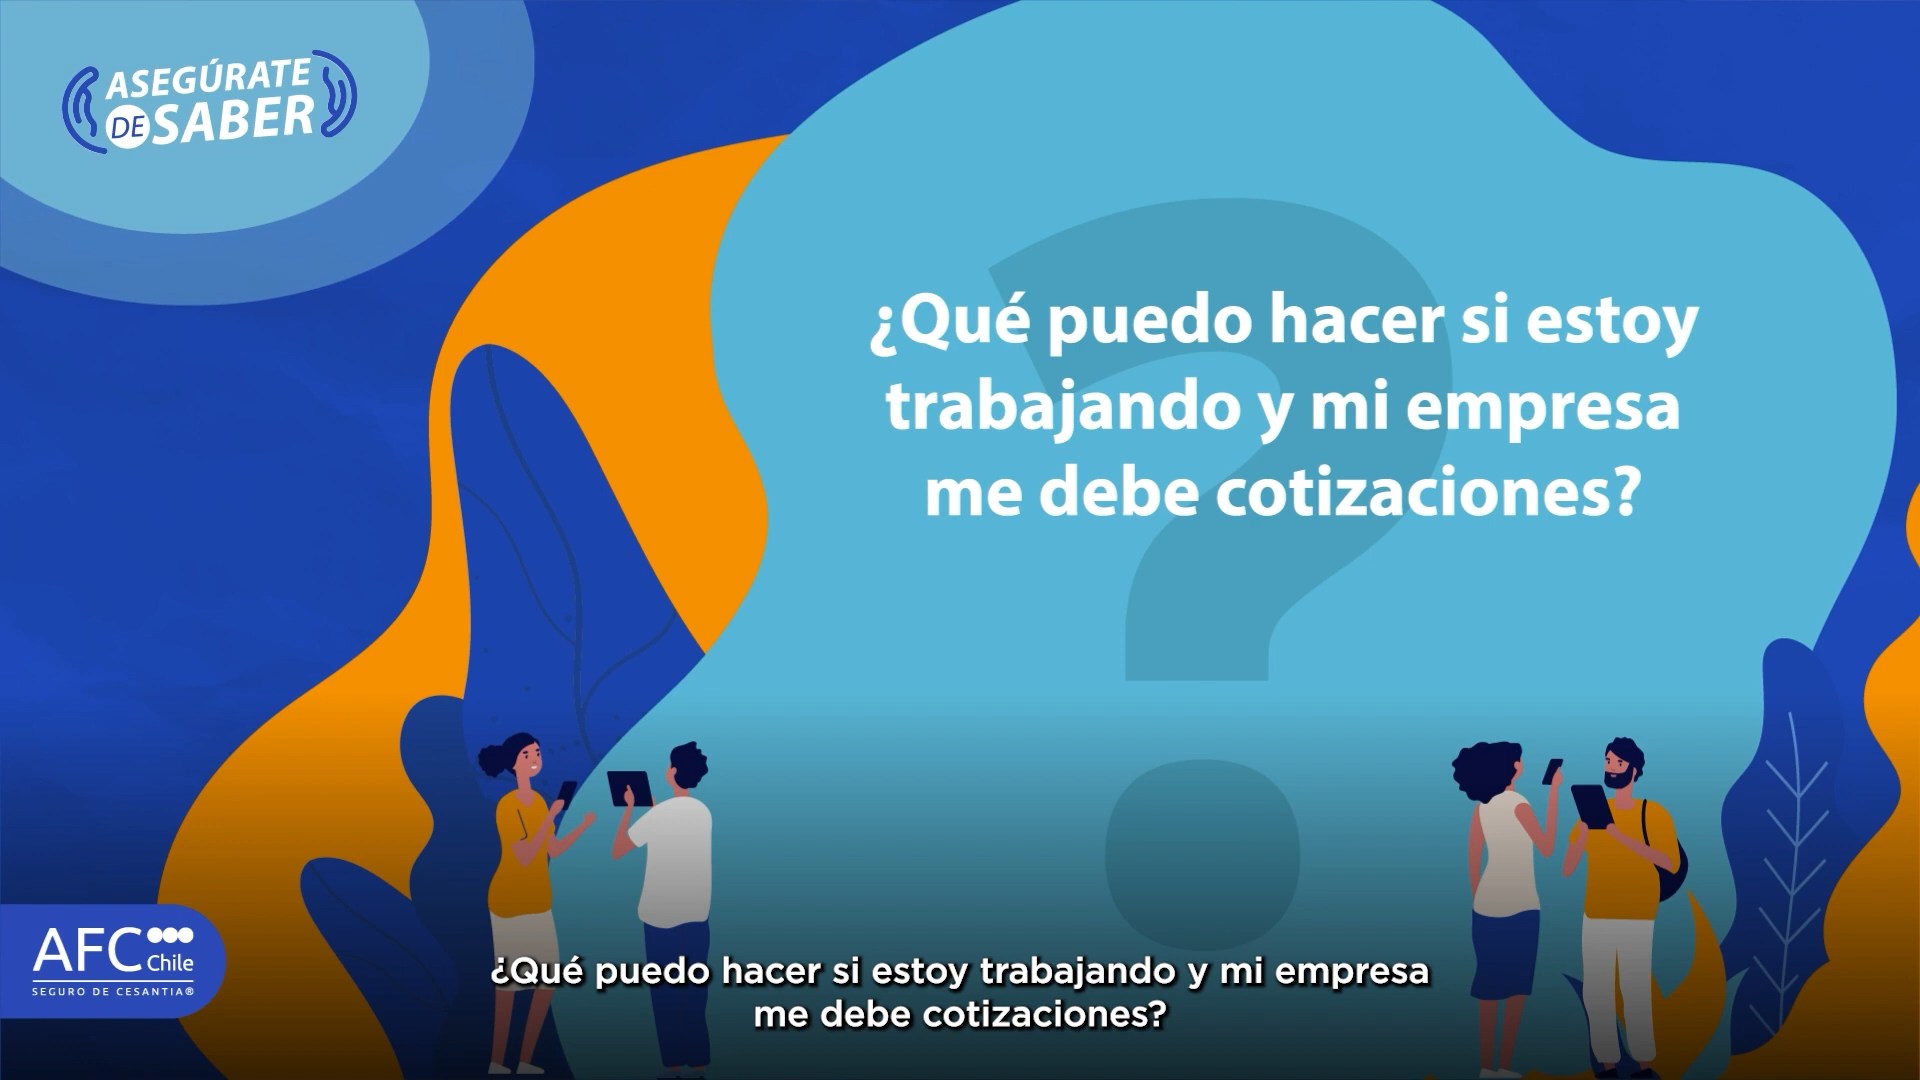 ASEGÚRATE
DE SABER
¿Qué puedo hacer si estoy
trabajando y mi empresa
me debe cotizaciones?
AFC
Chile
SEGURO DE CESANTIA®
¿Qué puedo hacer si estoy trabajando y mi empresa
me debe cotizaciones?